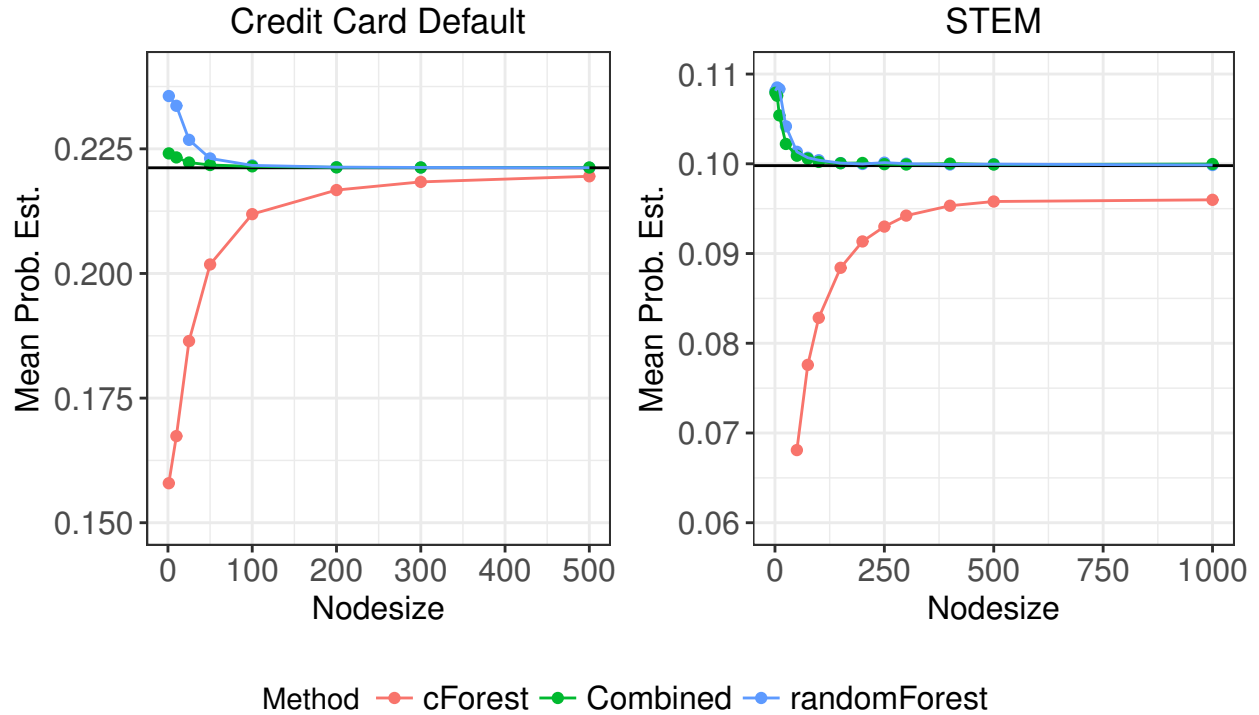 Credit Card Default
STEM
Mean Prob. Est.
0.225
0.200
0.175
0.150
0 100 200 300 400 500
Nodesize
Mean Prob. Est.
0.11
0.10
0.09
0.08
0.07
0.06
0 250 500 750 1000
Nodesize
Method cForest Combined randomForest